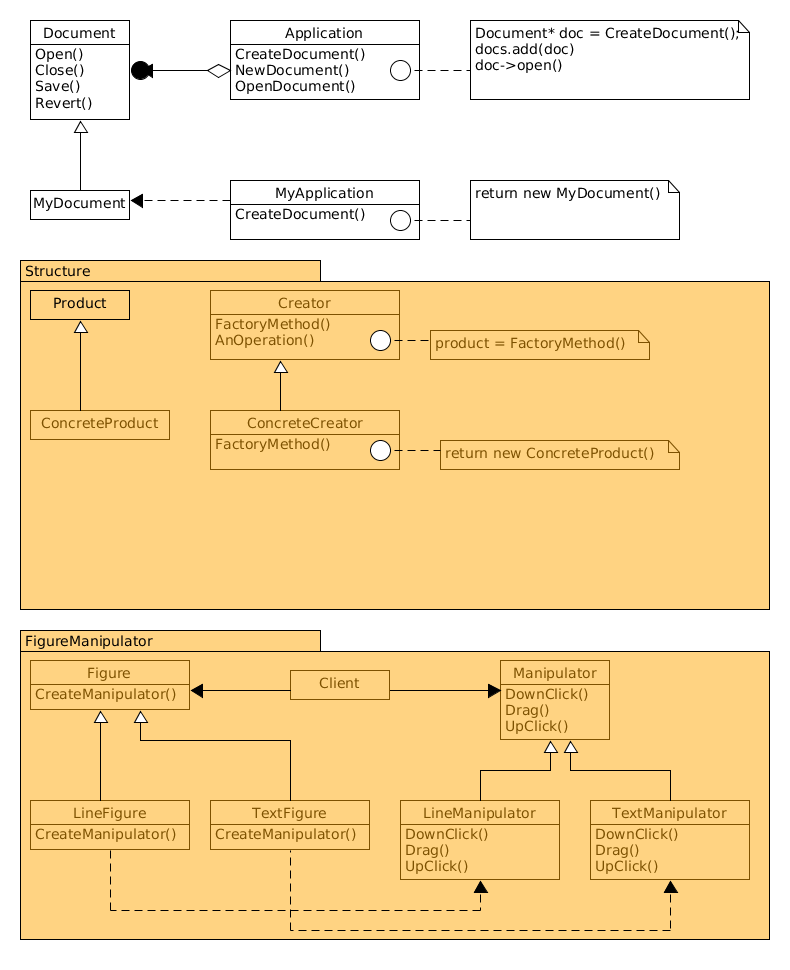 Document
Open()
Close()
Save()
Revert()
Application
CreateDocument()
NewDocument()
OpenDocument()
Document* doc = CreateDocument();
docs.add(doc)
doc->open()
MyDocument
MyApplication
CreateDocument()
return new MyDocument()
Structure
Product
Creator
FactoryMethod()
AnOperation()
product = FactoryMethod()
ConcreteProduct
ConcreteCreator
FactoryMethod()
return new ConcreteProduct()
FigureManipulator
Figure
CreateManipulator()
Client
Manipulator
DownClick()
Drag()
UpClick()
LineFigure
CreateManipulator()
TextFigure
CreateManipulator()
LineManipulator
DownClick()
Drag()
UpClick()
TextManipulator
DownClick()
Drag()
UpClick()